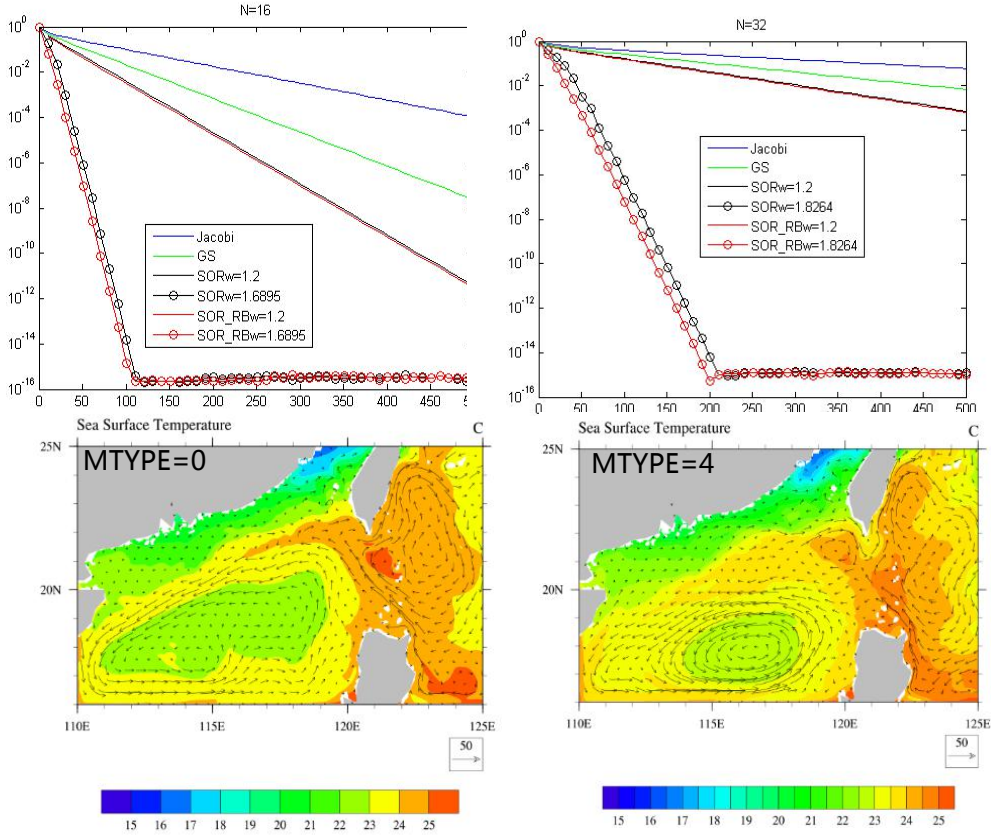 N=16
10^0
10^-2
10^-4
10^-6
10^-8
10^-10
10^-12
10^-14
10^-16
0 50 100 150 200 250 300 350 400 450
Jacobi
GS
SORw=1.2
SORw=1.6895
SOR_RBw=1.2
SOR_RBw=1.6895
N=32
10^0
10^-2
10^-4
10^-6
10^-8
10^-10
10^-12
10^-14
10^-16
0 50 100 150 200 250 300 350 400 450 500
Jacobi
GS
SORw=1.2
SORw=1.8264
SOR_RBw=1.2
SOR_RBw=1.8264
Sea Surface Temperature C
MTYPE=0
25N
20N
110E 115E 120E 125E
50
15 16 17 18 19 20 21 22 23 24 25
Sea Surface Temperature C
MTYPE=4
25N
20N
110E 115E 120E 125E
50
15 16 17 18 19 20 21 22 23 24 25